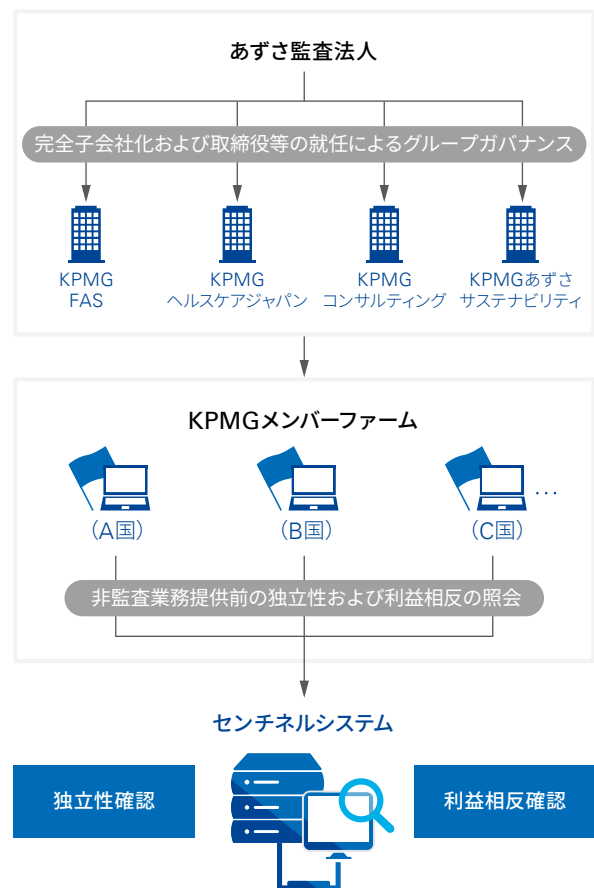 あずさ監査法人
完全子会社化および取締役等の就任によるグループガバナンス
KPMG
FAS
KPMG
ヘルスケアジャパン
KPMG
コンサルティング
KPMGあずさ
サステナビリティ
KPMGメンバーファーム
（A国）
（B国）
（C国）
…
非監査業務提供前の独立性および利益相反の照会
センチネルシステム
独立性確認
利益相反確認